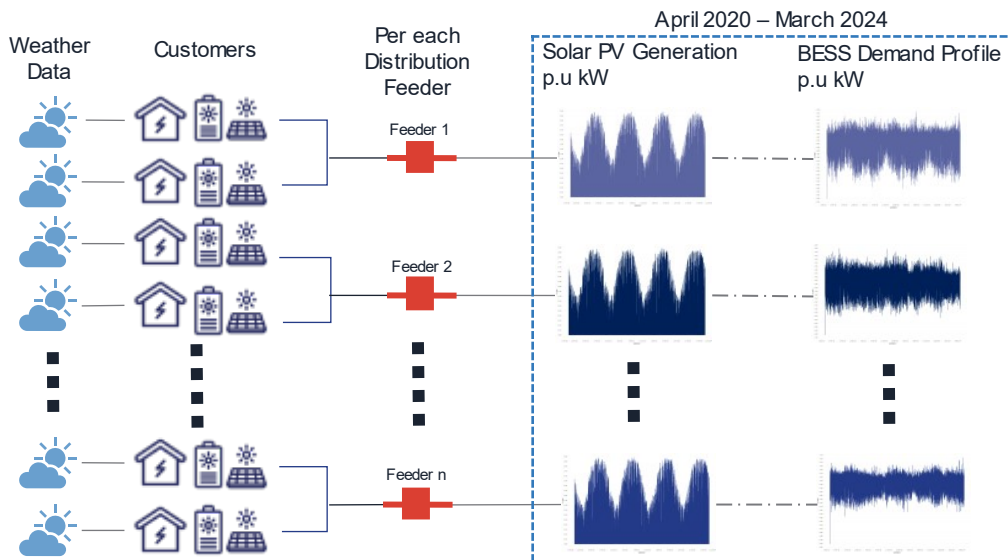 April 2020 – March 2024
Weather
Data
Customers
Per each
Distribution
Feeder
Solar PV Generation
p.u kW
BESS Demand Profile
p.u kW
Feeder 1
Feeder 2
Feeder n